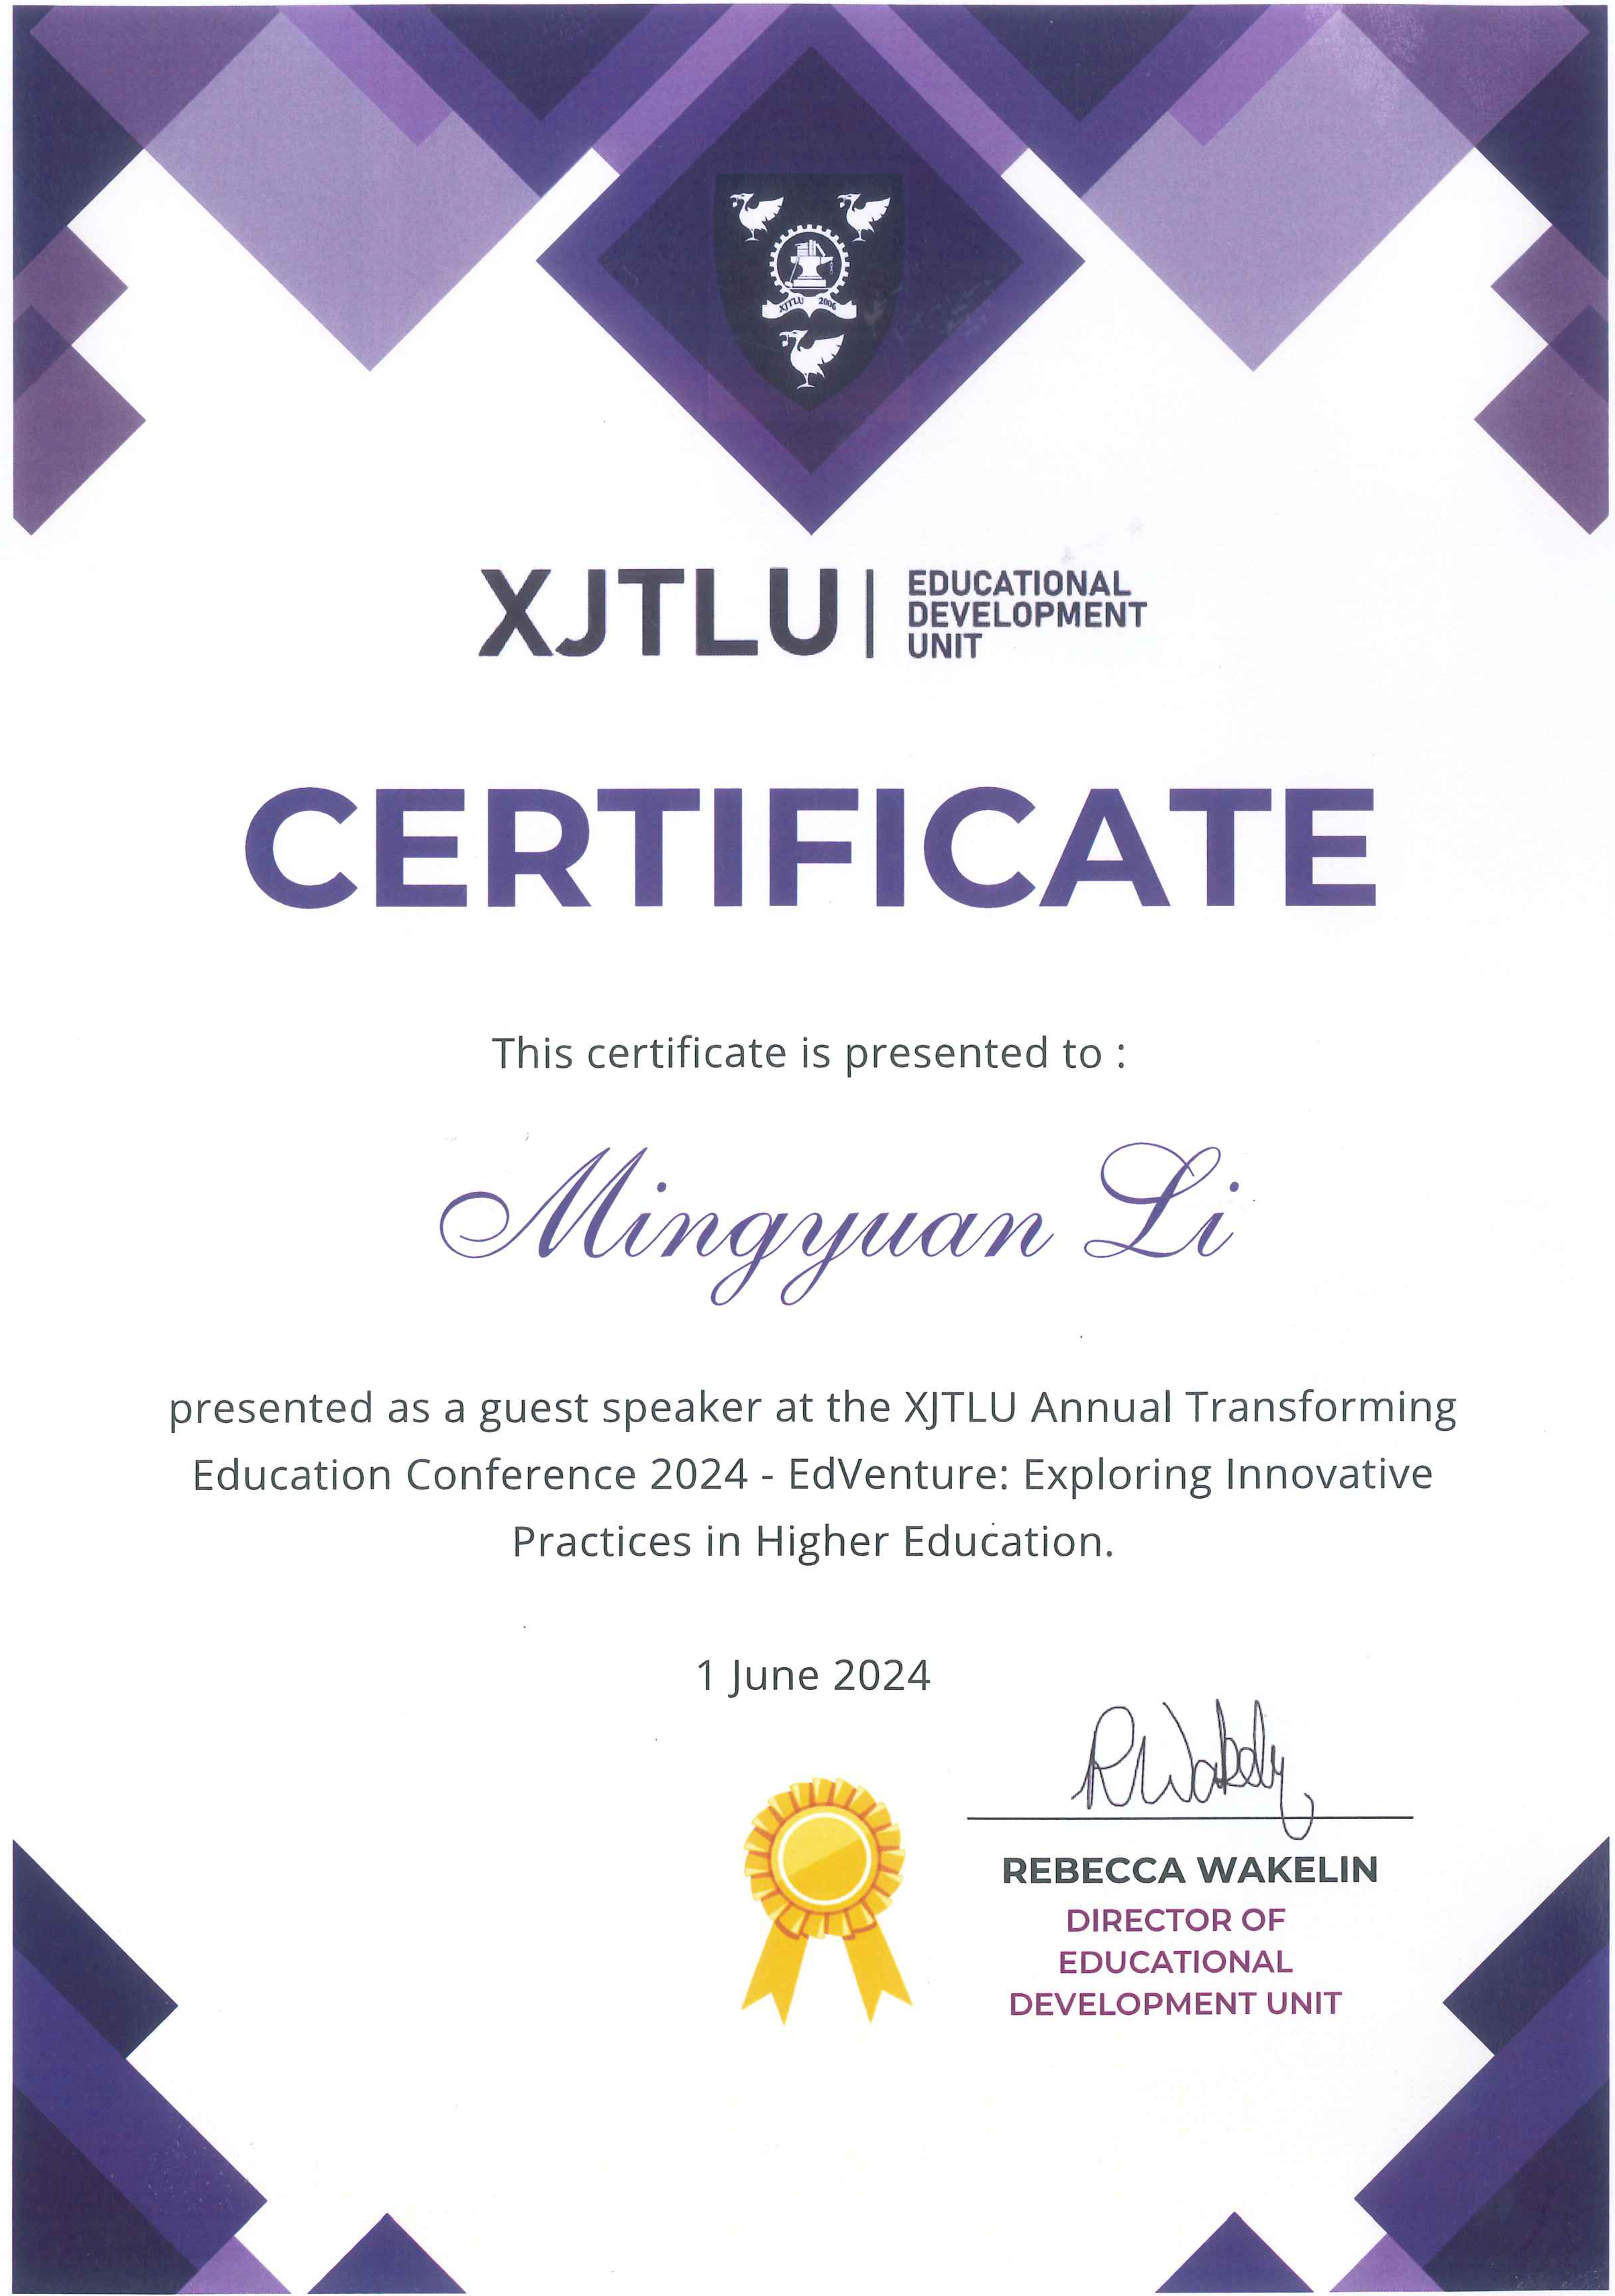 XJTLU 2006
XJTLU
EDUCATIONAL
DEVELOPMENT
UNIT
CERTIFICATE
This certificate is presented to :
Mingyuan Li
presented as a guest speaker at the XJTLU Annual Transforming
Education Conference 2024 - EdVenture: Exploring Innovative
Practices in Higher Education.
1 June 2024
RWakely
REBECCA WAKELIN
DIRECTOR OF
EDUCATIONAL
DEVELOPMENT UNIT